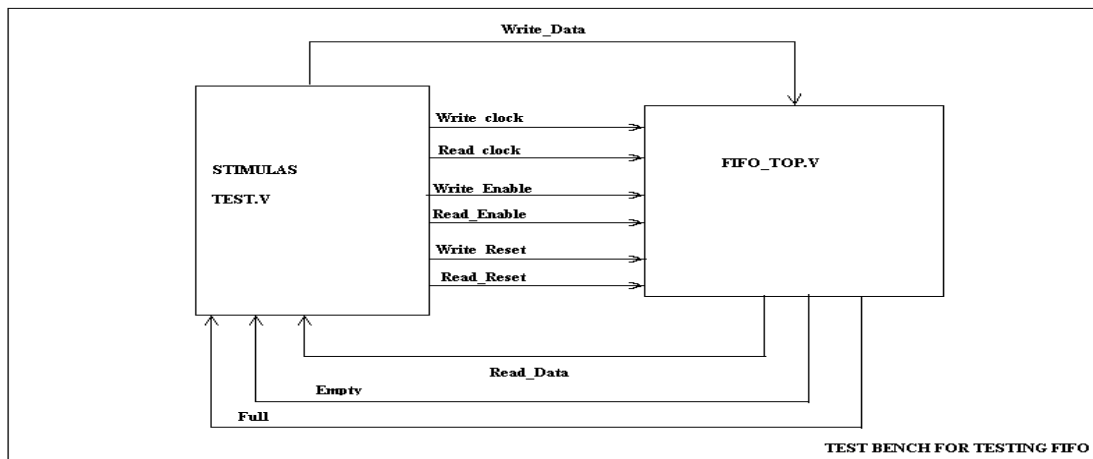 Write_Data
Write clock
Read clock
STIMULAS
TEST.V
FIFO_TOP.V
Write_Enable
Read_Enable
Write_Reset
Read_Reset
Read_Data
Empty
Full
TEST BENCH FOR TESTING FIFO